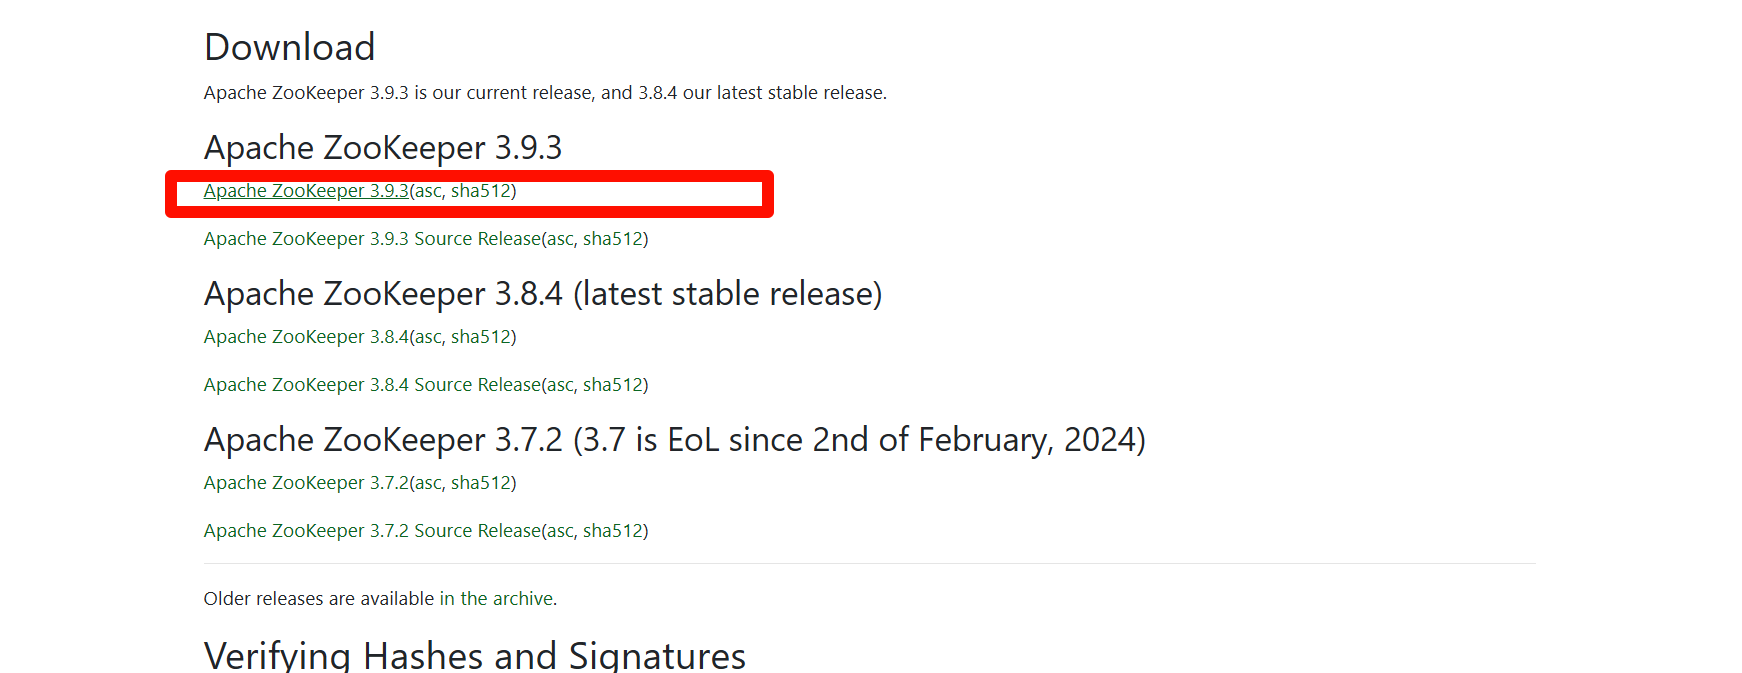 Download
Apache ZooKeeper 3.9.3 is our current release, and 3.8.4 our latest stable release.
Apache ZooKeeper 3.9.3
Apache ZooKeeper 3.9.3(asc, sha512)
Apache ZooKeeper 3.9.3 Source Release(asc, sha512)
Apache ZooKeeper 3.8.4 (latest stable release)
Apache ZooKeeper 3.8.4(asc, sha512)
Apache ZooKeeper 3.8.4 Source Release(asc, sha512)
Apache ZooKeeper 3.7.2 (3.7 is EoL since 2nd of February, 2024)
Apache ZooKeeper 3.7.2(asc, sha512)
Apache ZooKeeper 3.7.2 Source Release(asc, sha512)
Older releases are available in the archive.
Verifying Hashes and Signatures